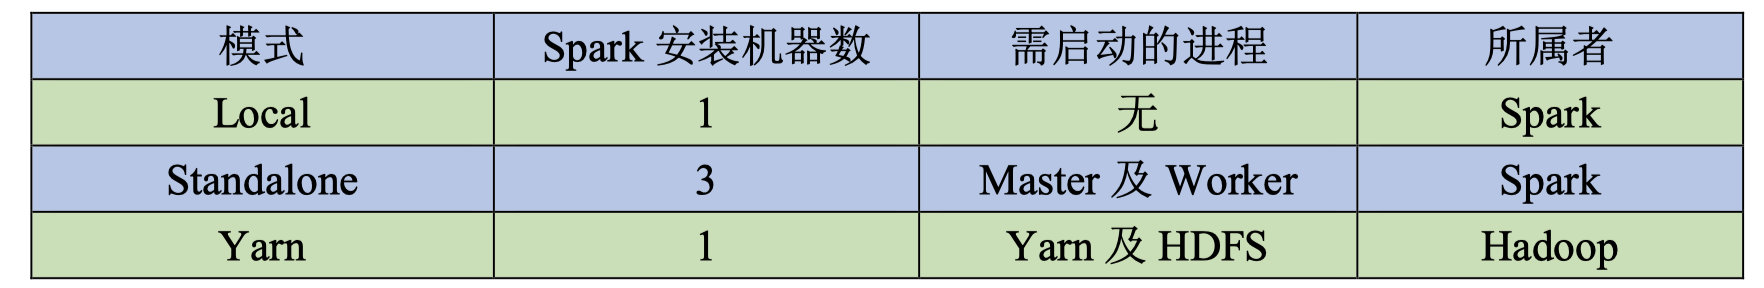 模式 Spark 安装机器数 需启动的进程 所属者
Local 1 无 Spark
Standalone 3 Master 及 Worker Spark
Yarn 1 Yarn 及 HDFS Hadoop